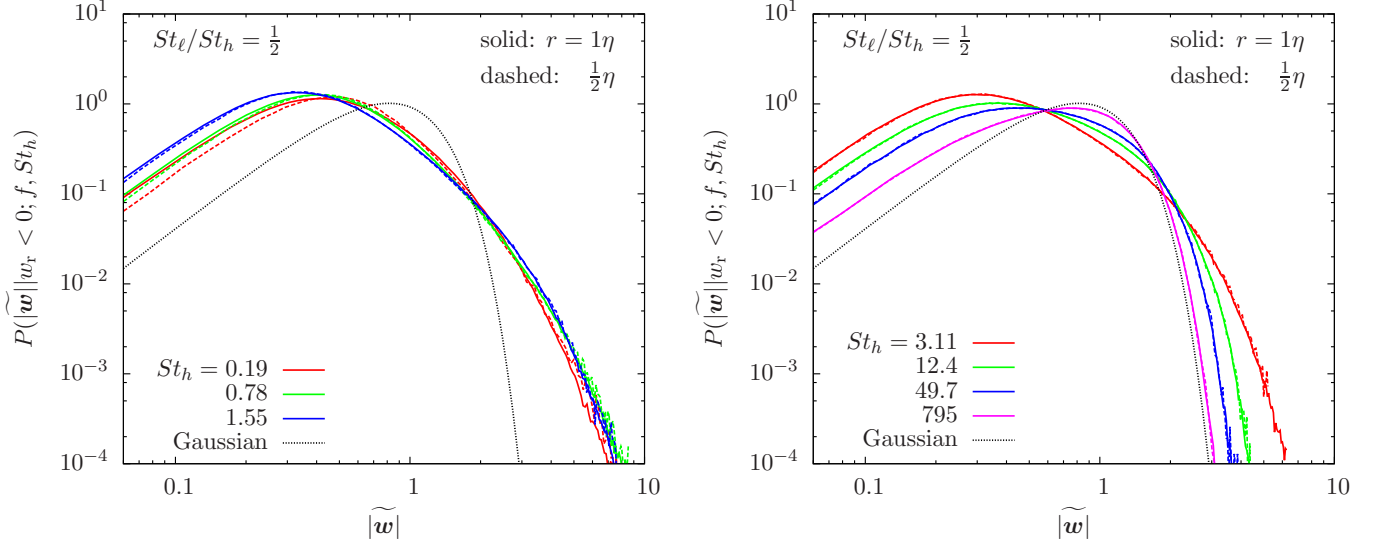 St_ℓ/St_h = 1/2
solid: r = 1η
dashed: 1/2η
P(|w̃||w_r < 0; f, St_h)
10^1
10^0
10^-1
10^-2
10^-3
10^-4
St_h = 0.19
0.78
1.55
Gaussian
0.1 1 10
|w̃|
St_ℓ/St_h = 1/2
solid: r = 1η
dashed: 1/2η
P(|w̃||w_r < 0; f, St_h)
10^1
10^0
10^-1
10^-2
10^-3
10^-4
St_h = 3.11
12.4
49.7
795
Gaussian
0.1 1 10
|w̃|